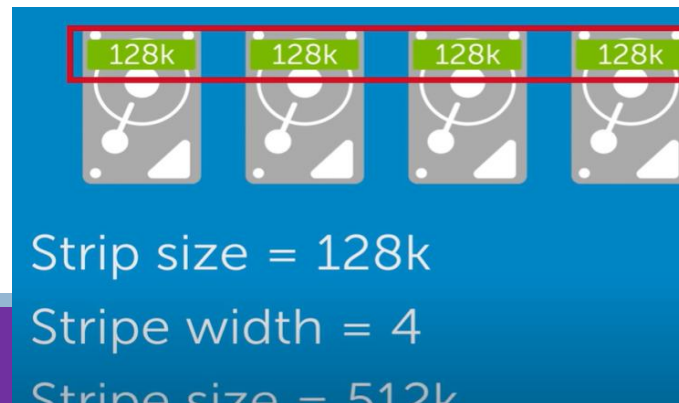 128k 128k 128k 128k
Strip size = 128k
Stripe width = 4
Stripe size = 512k